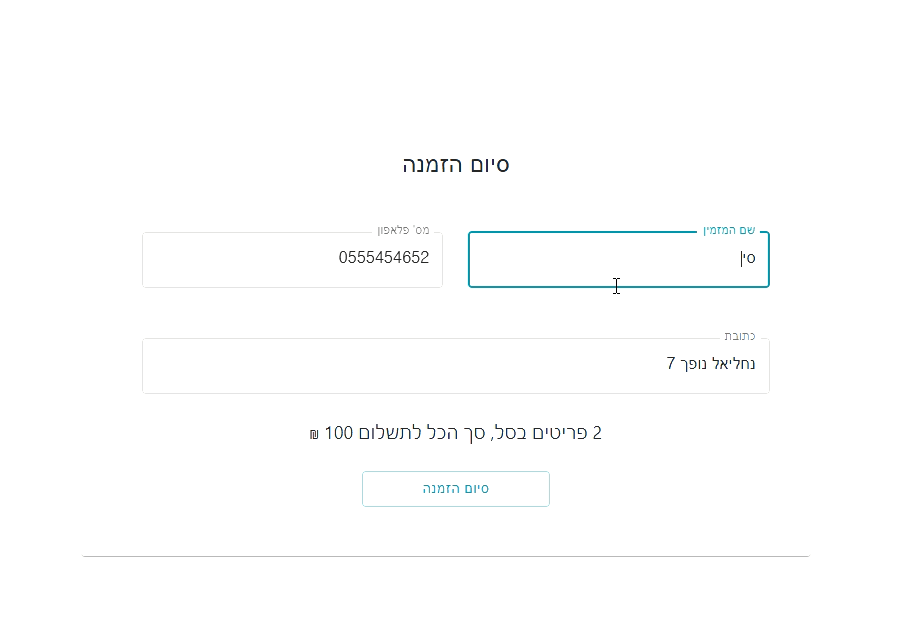 סיום הזמנה
שם המזמין
מס' פלאפון
סי
0555454652
כתובת
נחליאל נופך 7
2 פריטים בסל, סך הכל לתשלום 100 ₪
סיום הזמנה